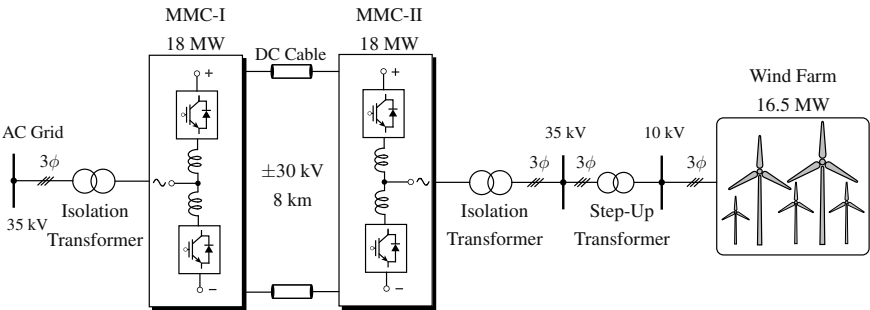 MMC-I
18 MW
MMC-II
18 MW
DC Cable
Wind Farm
16.5 MW
AC Grid
3ϕ
35 kV
Isolation
Transformer
+
∼
−
±30 kV
8 km
+
∼
−
Isolation
Transformer
3ϕ
35 kV
3ϕ
Step-Up
Transformer
10 kV
3ϕ